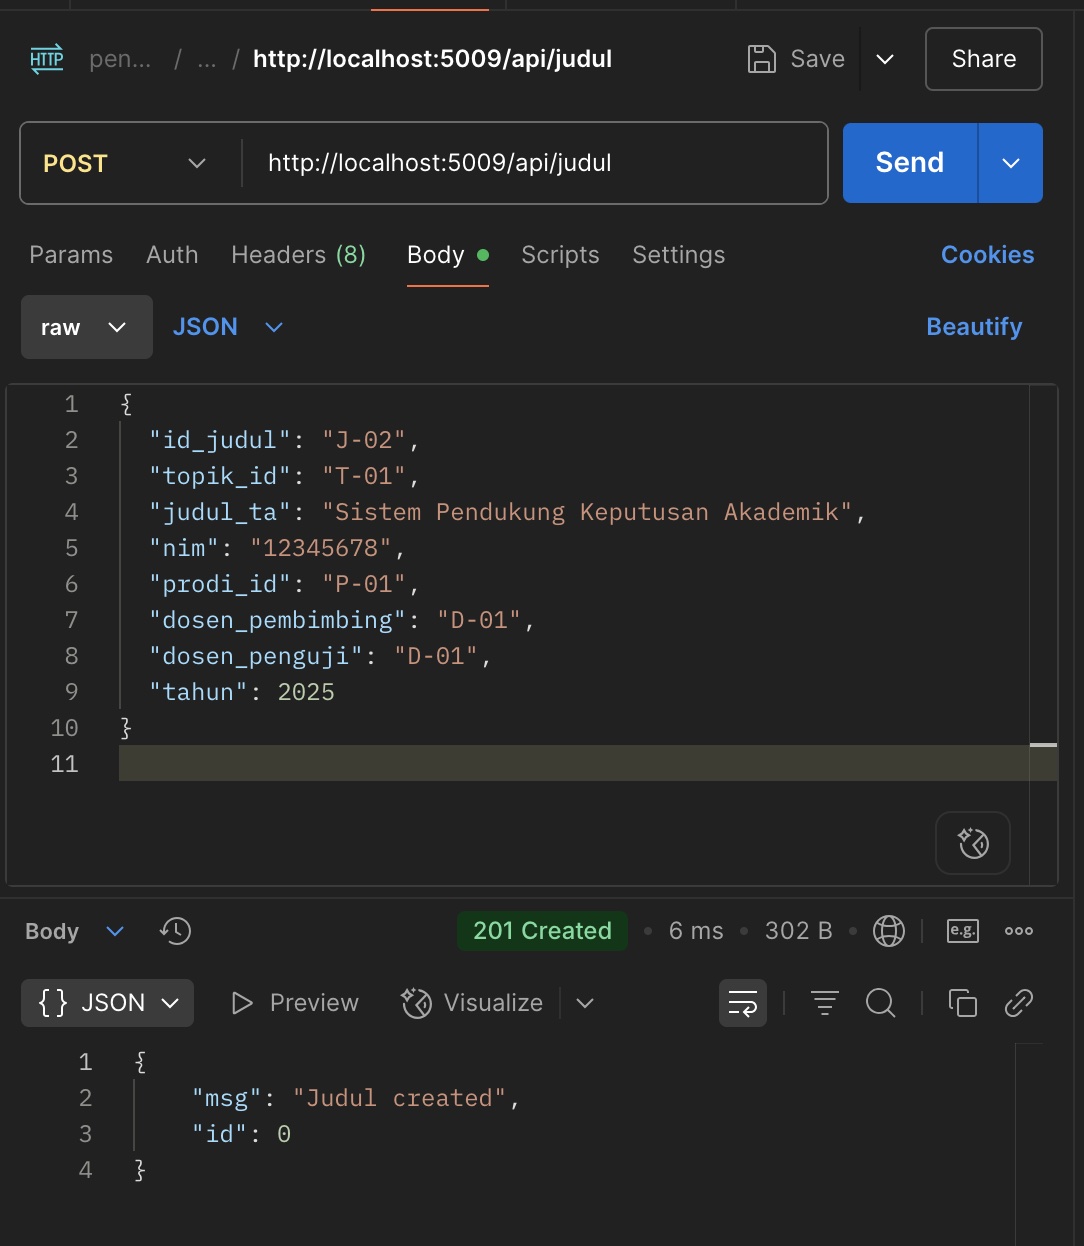 HTTP pen... / ... / http://localhost:5009/api/judul Save Share
POST http://localhost:5009/api/judul Send
Params Auth Headers (8) Body Scripts Settings Cookies
raw JSON Beautify
1 {
2 "id_judul": "J-02",
3 "topik_id": "T-01",
4 "judul_ta": "Sistem Pendukung Keputusan Akademik",
5 "nim": "12345678",
6 "prodi_id": "P-01",
7 "dosen_pembimbing": "D-01",
8 "dosen_penguji": "D-01",
9 "tahun": 2025
10 }
11
Body 201 Created • 6 ms • 302 B • e.g.
{} JSON Preview Visualize
1 {
2 "msg": "Judul created",
3 "id": 0
4 }